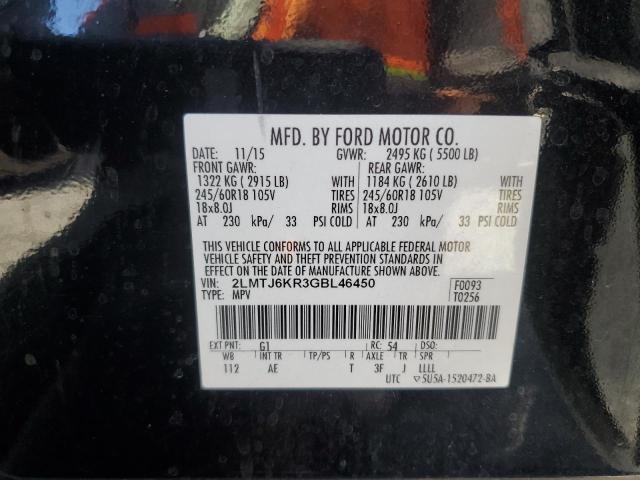 MFD. BY FORD MOTOR CO.
DATE: 11/15 GVWR: 2495 KG ( 5500 LB)
FRONT GAWR: REAR GAWR:
1322 KG ( 2915 LB) WITH 1184 KG ( 2610 LB) WITH
245/60R18 105V TIRES 245/60R18 105V TIRES
18x8.0J RIMS 18x8.0J RIMS
AT 230 kPa/ 33 PSI COLD AT 230 kPa/ 33 PSI COLD
THIS VEHICLE CONFORMS TO ALL APPLICABLE FEDERAL MOTOR
VEHICLE SAFETY AND THEFT PREVENTION STANDARDS IN
EFFECT ON THE DATE OF MANUFACTURE SHOWN ABOVE.
VIN: 2LMTJ6KR3GBL46450 F0093
TYPE: MPV T0256
EXT PNT: G1 RC: 54 DSO:
WB INT TR TP/PS R AXLE TR SPR
112 AE T 3F J LLLL
UTC ▽5U5A-1520472-BA